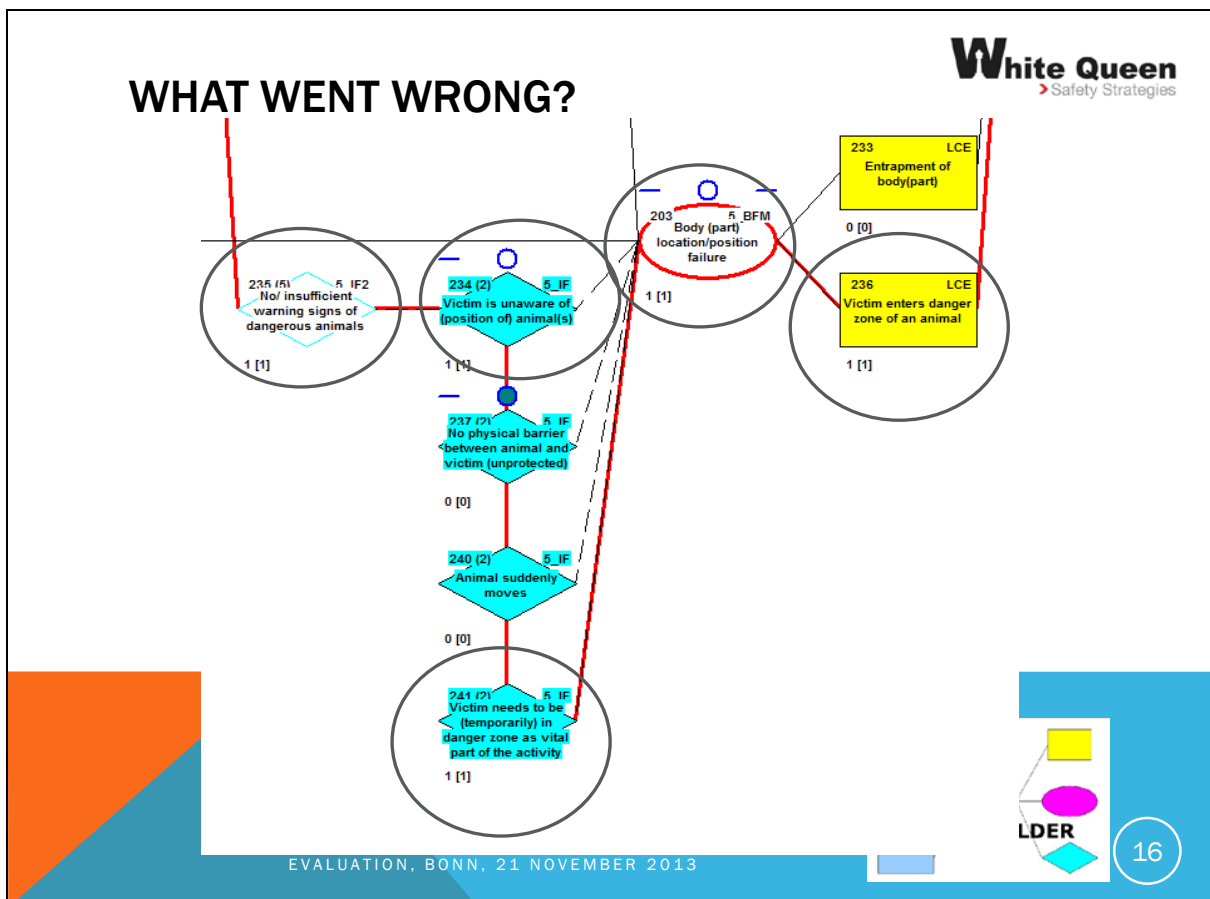 White Queen
Safety Strategies
WHAT WENT WRONG?
233 LCE
Entrapment of
body(part)
0 [0]
203 5_BFM
Body (part)
location/position
failure
1 [1]
235 (5) 5_IF2
No/ insufficient
warning signs of
dangerous animals
1 [1]
234 (2) 5_IF
Victim is unaware of
(position of) animal(s)
1 [1]
236 LCE
Victim enters danger
zone of an animal
1 [1]
237 (2) 5_IF
No physical barrier
between animal and
victim (unprotected)
0 [0]
240 (2) 5_IF
Animal suddenly
moves
0 [0]
241 (2) 5_IF
Victim needs to be
(temporarily) in
danger zone as vital
part of the activity
1 [1]
LDER
EVALUATION, BONN, 21 NOVEMBER 2013
16